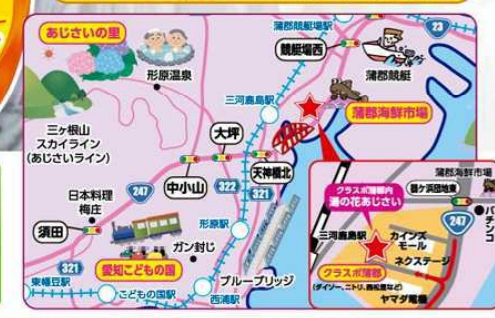 あじさいの里
形原温泉
三ヶ根山
スカイライン
(あじさいライン)
蒲郡競艇場駅
競艇場西
23
蒲郡競艇
三河鹿島駅
蒲郡海鮮市場
大坪
天神橋北
中小山
247
322
321
日本料理
梅庄
須田
形原駅
ガン封じ
321
愛知こどもの国
東幡豆駅
こどもの国駅
西浦駅
ブルーブリッジ
蒲郡海鮮市場
クラスポ蒲郡内
湯の花あじさい
三河鹿島駅
カインズ
モール
247
パチンコ
ネクステージ
クラスポ蒲郡
(ダイソー、ニトリ、西松屋など)
ヤマダ電機